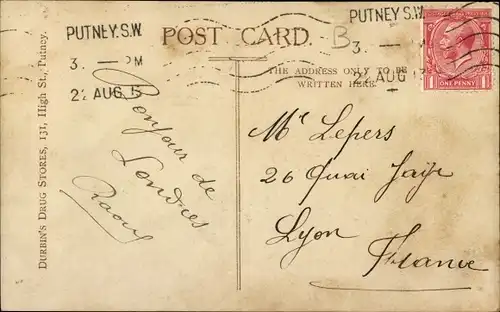 PUTNEY.S.W
3. — PM
22 AUG 15
POST CARD.
PUTNEY.S.W
3. —
22 AUG
B
THE ADDRESS ONLY TO BE
WRITTEN HERE.
ONE PENNY
DURBIN'S DRUG STORES, 131, High St., Putney.
Bonjour de
Londres
Raoul
Mr Lepers
26 Quai
Lyon
France